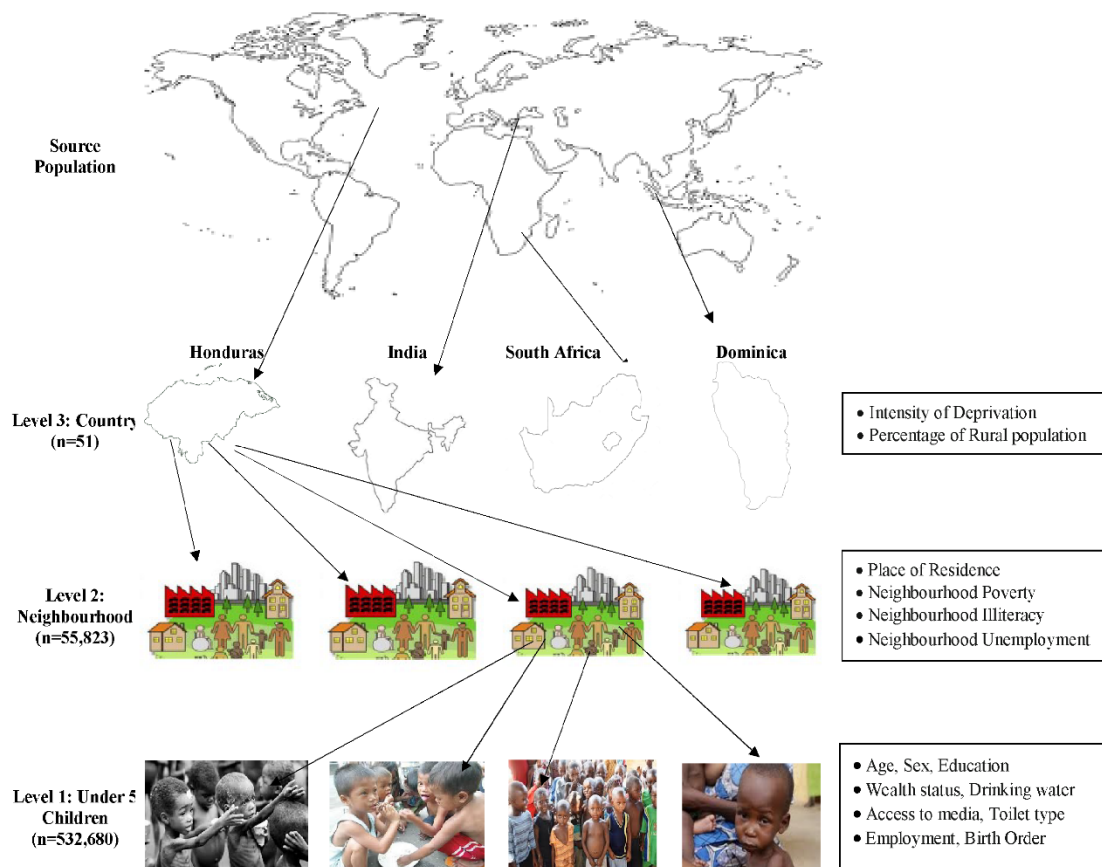 Source
Population
Honduras
India
South Africa
Dominica
Level 3: Country
(n=51)
• Intensity of Deprivation
• Percentage of Rural population
Level 2:
Neighbourhood
(n=55,823)
• Place of Residence
• Neighbourhood Poverty
• Neighbourhood Illiteracy
• Neighbourhood Unemployment
Level 1: Under 5
Children
(n=532,680)
• Age, Sex, Education
• Wealth status, Drinking water
• Access to media, Toilet type
• Employment, Birth Order